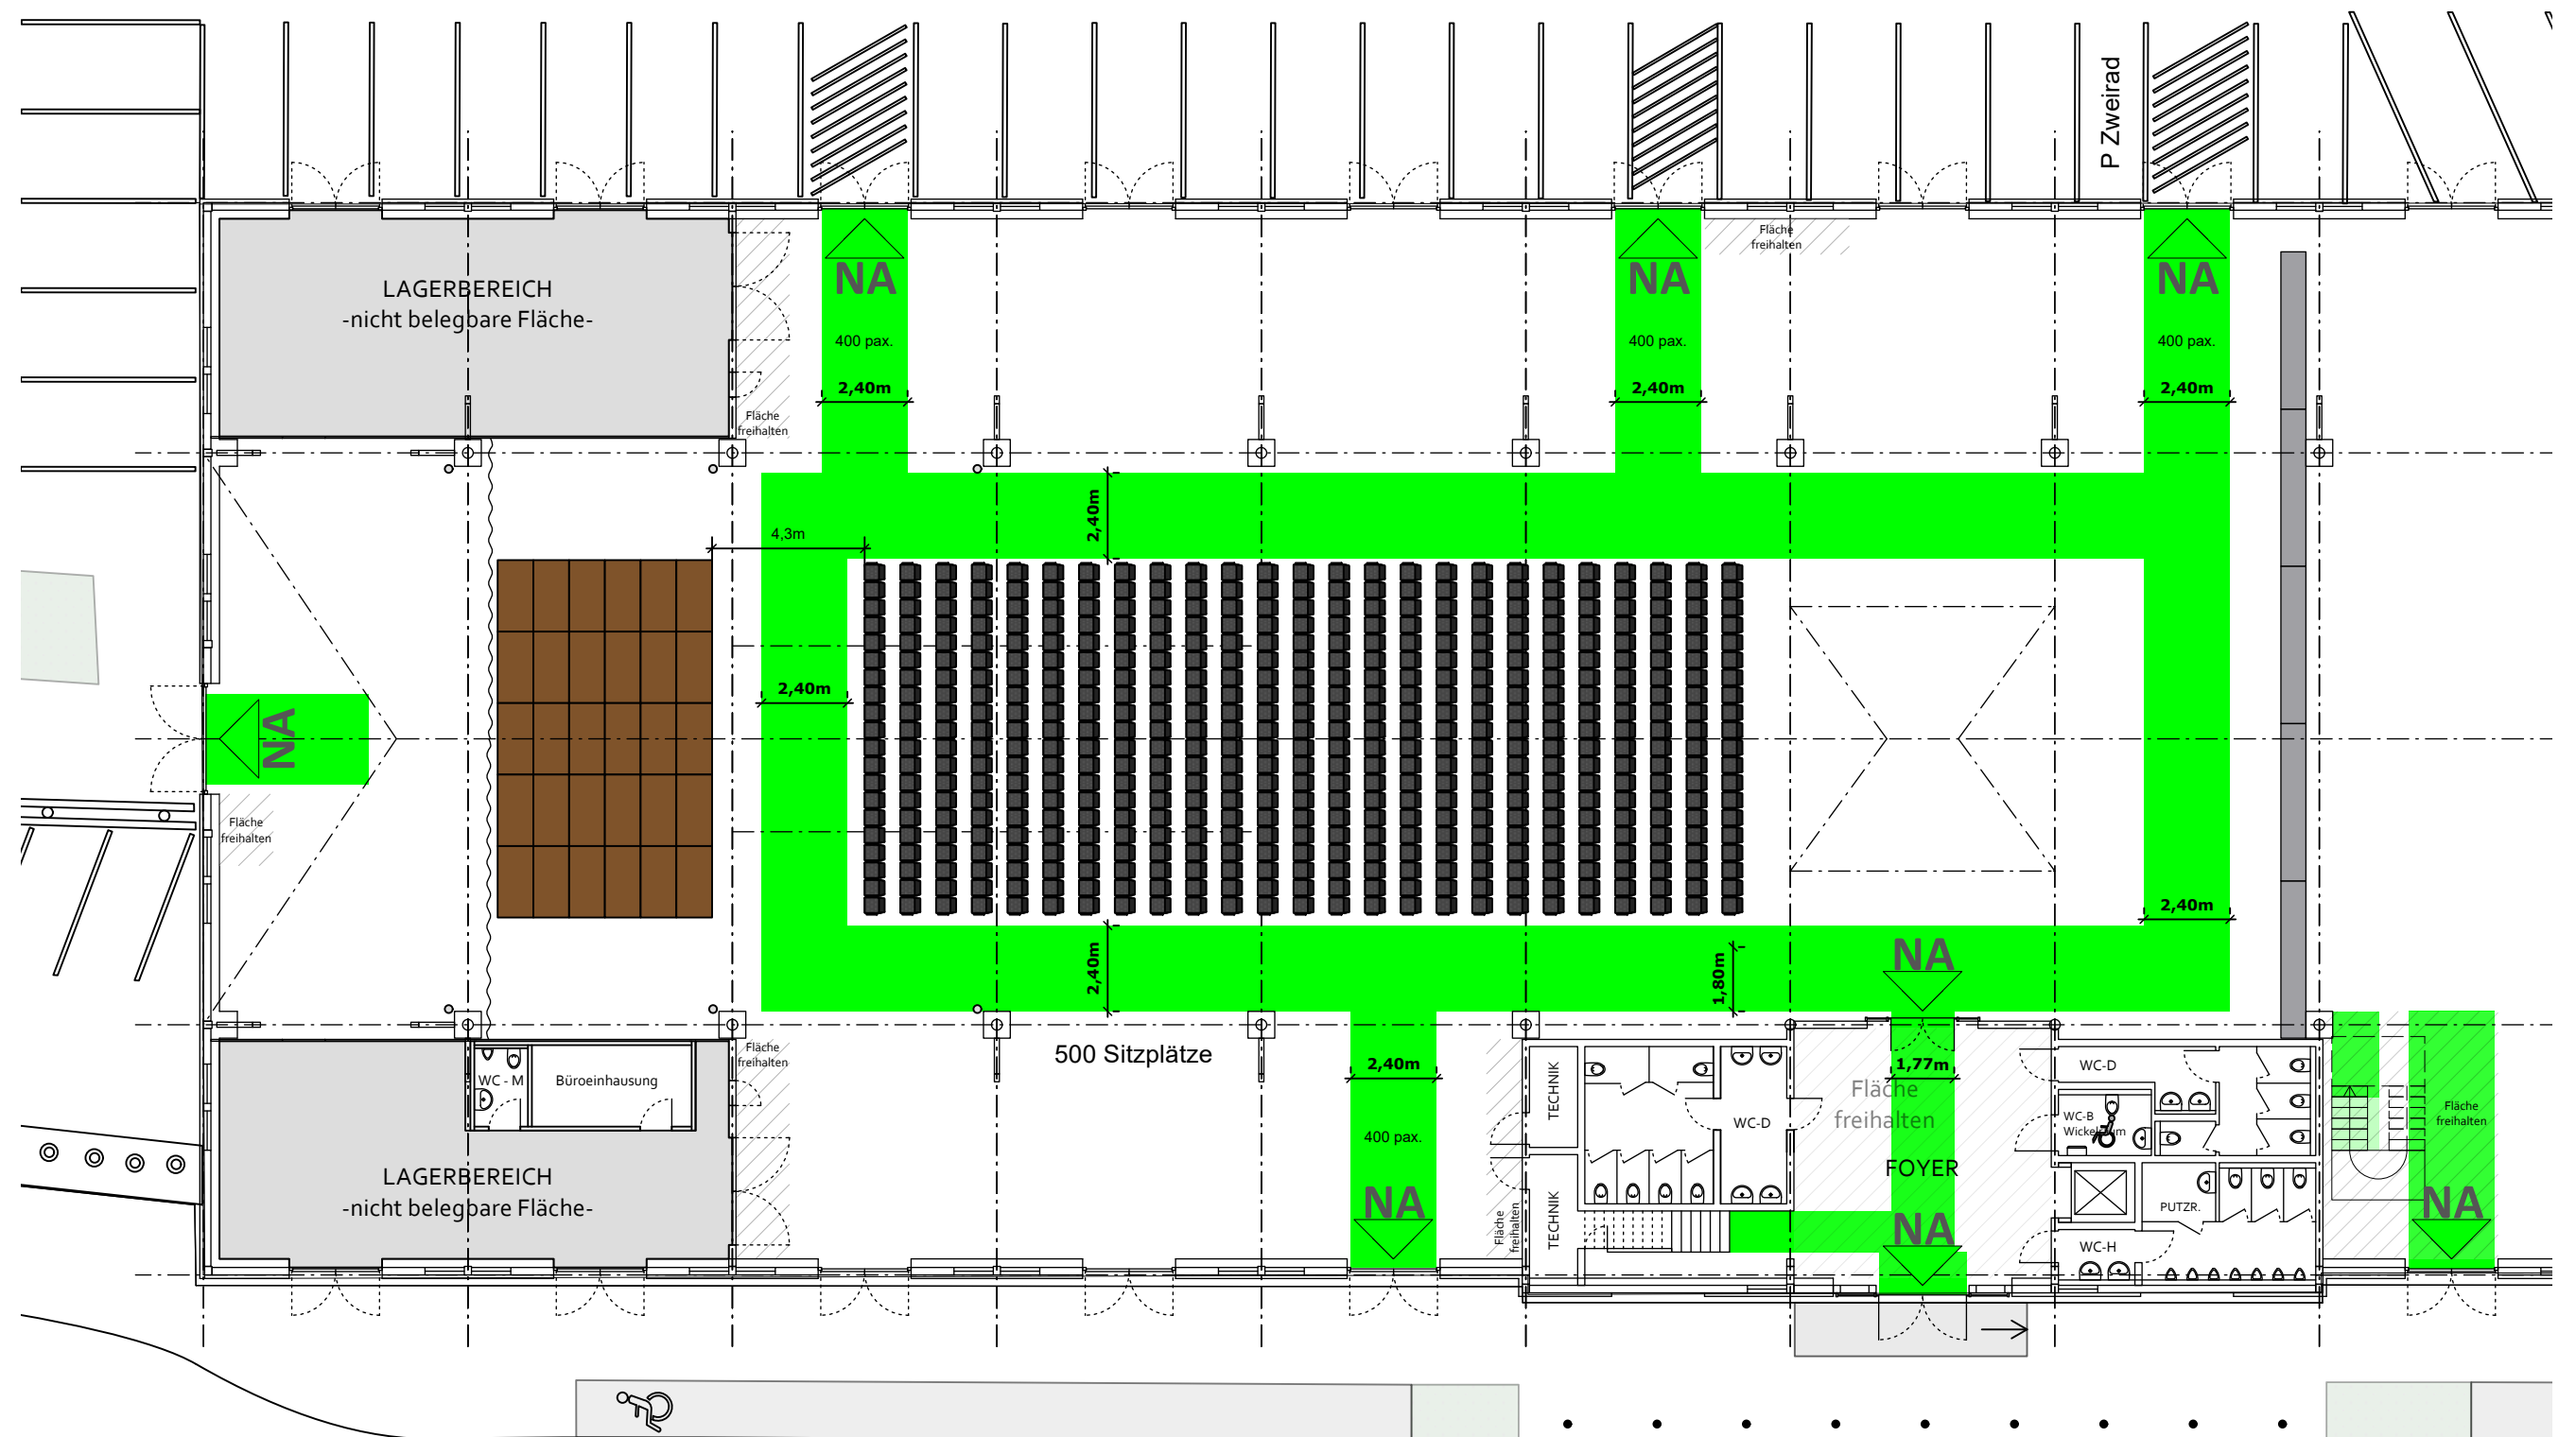 P Zweirad
Fläche
freihalten
NA
NA
NA
LAGERBEREICH
-nicht belegbare Fläche-
400 pax.
400 pax.
400 pax.
2,40m
2,40m
2,40m
Fläche
freihalten
2,40m
4,3m
2,40m
NA
Fläche
freihalten
2,40m
NA
2,40m
1,80m
Fläche
freihalten
500 Sitzplätze
2,40m
1,77m
WC-D
WC - M
Büroeinhausung
TECHNIK
Fläche
freihalten
WC-D
WC-B
Wickelraum
Fläche
freihalten
400 pax.
FOYER
LAGERBEREICH
-nicht belegbare Fläche-
NA
TECHNIK
Fläche
freihalten
NA
PUTZR.
NA
WC-H